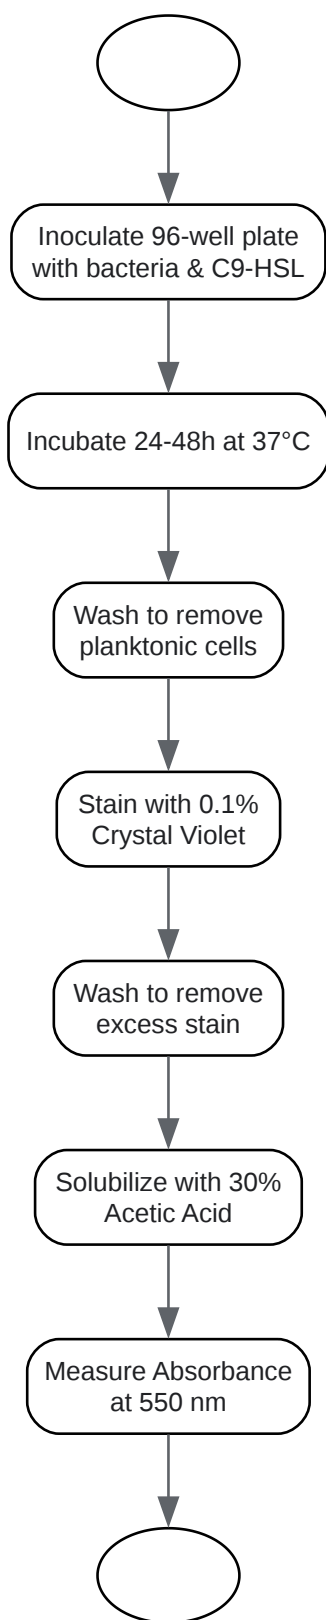 Inoculate 96-well plate
with bacteria & C9-HSL
Incubate 24-48h at 37°C
Wash to remove
planktonic cells
Stain with 0.1%
Crystal Violet
Wash to remove
excess stain
Solubilize with 30%
Acetic Acid
Measure Absorbance
at 550 nm